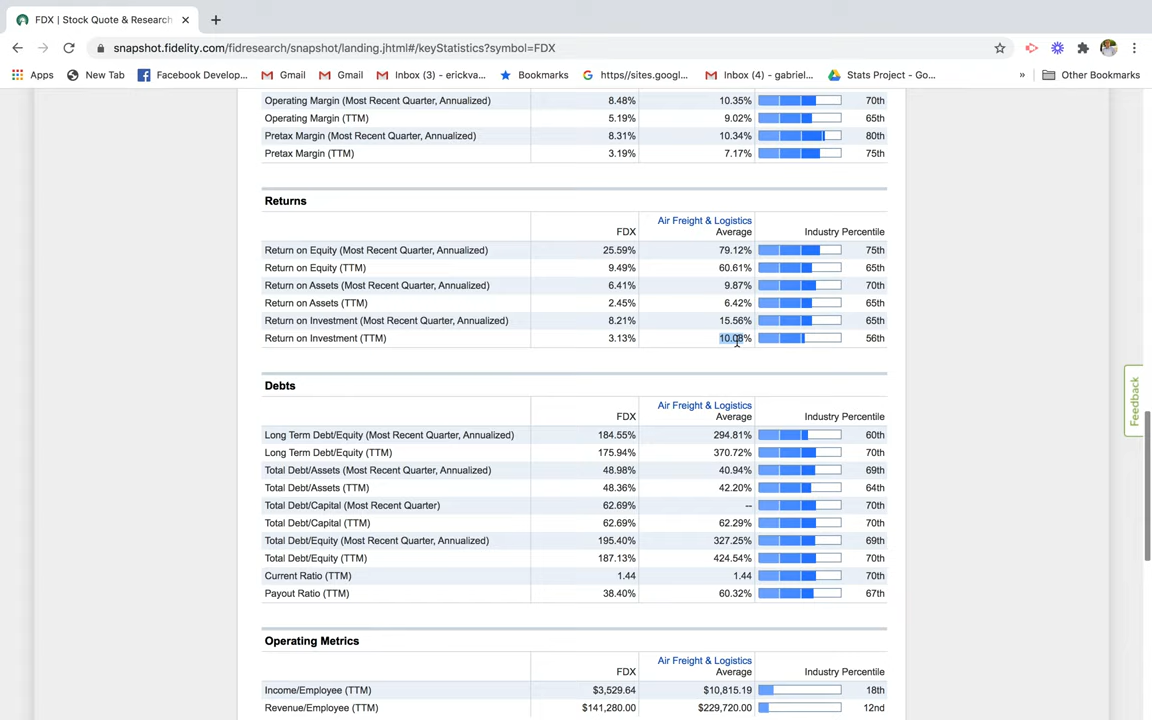 FDX | Stock Quote & Research
snapshot.fidelity.com/fidresearch/snapshot/landing.jhtml#/keyStatistics?symbol=FDX
Apps New Tab Facebook Develop... Gmail Gmail Inbox (3) - erickva... Bookmarks https//sites.googl... Inbox (4) - gabriel... Stats Project - Go... » Other Bookmarks
Operating Margin (Most Recent Quarter, Annualized) 8.48% 10.35% 70th
Operating Margin (TTM) 5.19% 9.02% 65th
Pretax Margin (Most Recent Quarter, Annualized) 8.31% 10.34% 80th
Pretax Margin (TTM) 3.19% 7.17% 75th
Returns
FDX Air Freight & Logistics Average Industry Percentile
Return on Equity (Most Recent Quarter, Annualized) 25.59% 79.12% 75th
Return on Equity (TTM) 9.49% 60.61% 65th
Return on Assets (Most Recent Quarter, Annualized) 6.41% 9.87% 70th
Return on Assets (TTM) 2.45% 6.42% 65th
Return on Investment (Most Recent Quarter, Annualized) 8.21% 15.56% 65th
Return on Investment (TTM) 3.13% 56th
Debts
FDX Air Freight & Logistics Average Industry Percentile
Long Term Debt/Equity (Most Recent Quarter, Annualized) 184.55% 294.81% 60th
Long Term Debt/Equity (TTM) 175.94% 370.72% 70th
Total Debt/Assets (Most Recent Quarter, Annualized) 48.98% 40.94% 69th
Total Debt/Assets (TTM) 48.36% 42.20% 64th
Total Debt/Capital (Most Recent Quarter) 62.69% -- 70th
Total Debt/Capital (TTM) 62.69% 62.29% 70th
Total Debt/Equity (Most Recent Quarter, Annualized) 195.40% 327.25% 69th
Total Debt/Equity (TTM) 187.13% 424.54% 70th
Current Ratio (TTM) 1.44 1.44 70th
Payout Ratio (TTM) 38.40% 60.32% 67th
Operating Metrics
FDX Air Freight & Logistics Average Industry Percentile
Income/Employee (TTM) $3,529.64 $10,815.19 18th
Revenue/Employee (TTM) $141,280.00 $229,720.00 12nd
Feedback